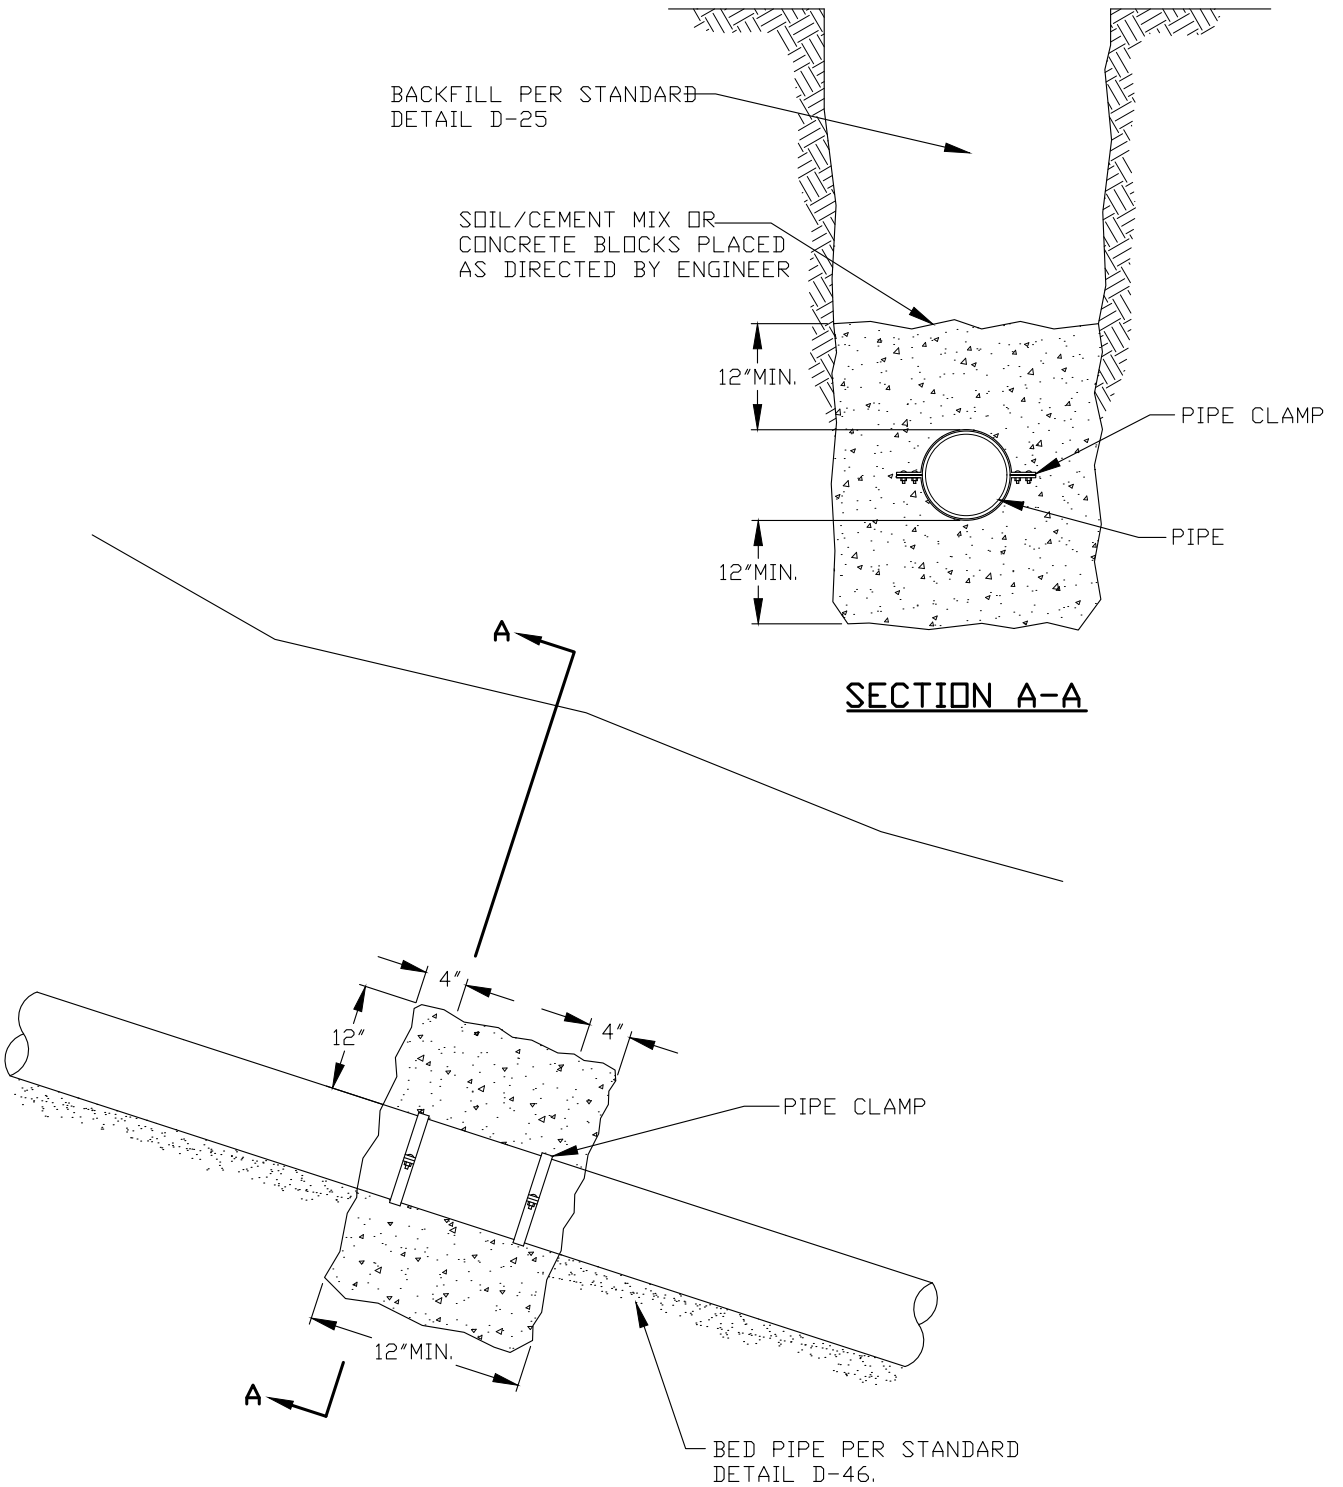 BACKFILL PER STANDARD
DETAIL D-25
SOIL/CEMENT MIX OR
CONCRETE BLOCKS PLACED
AS DIRECTED BY ENGINEER
12"MIN.
PIPE CLAMP
PIPE
12"MIN.
A
SECTION A-A
4"
12"
4"
PIPE CLAMP
12"MIN.
A
BED PIPE PER STANDARD
DETAIL D-46.